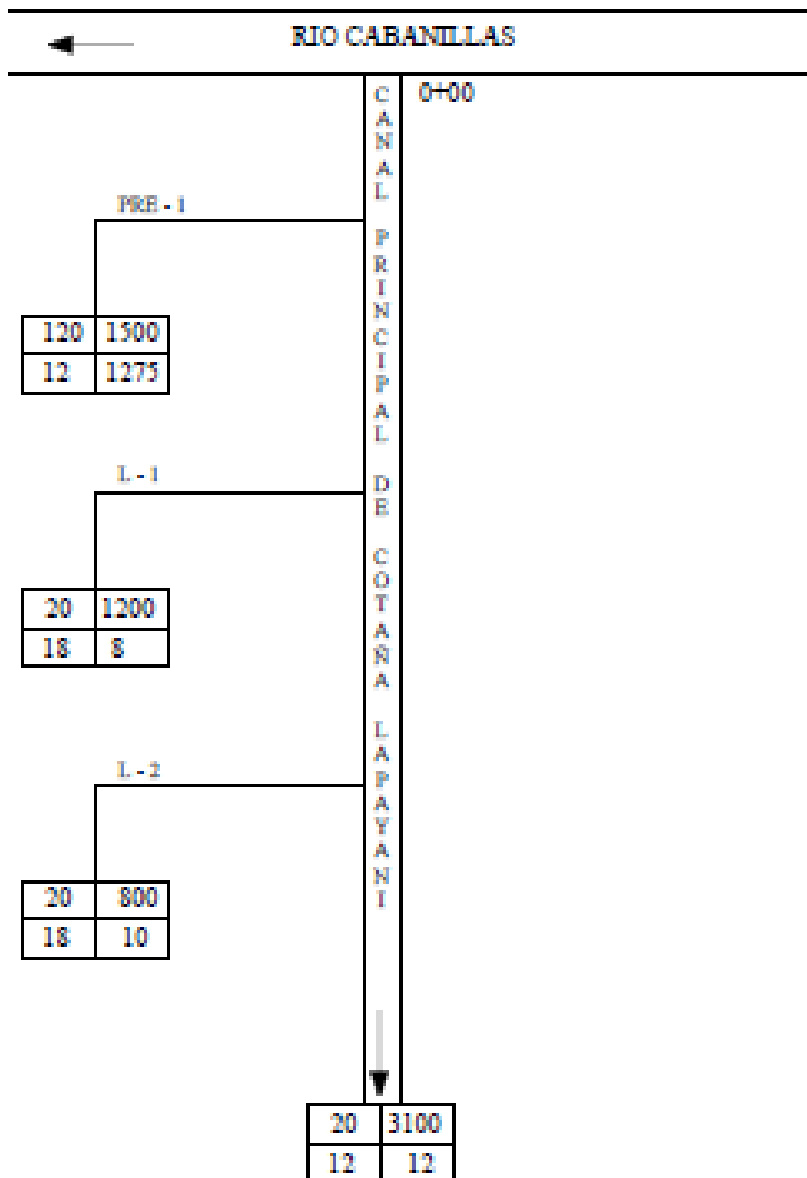 RIO CABANILLAS
0+00
CANAL PRINCIPAL DE COTAÑA LAPAYANI
PRE - 1
120 1500
12 1275
L - 1
20 1200
18 8
L - 2
20 800
18 10
20 3100
12 12